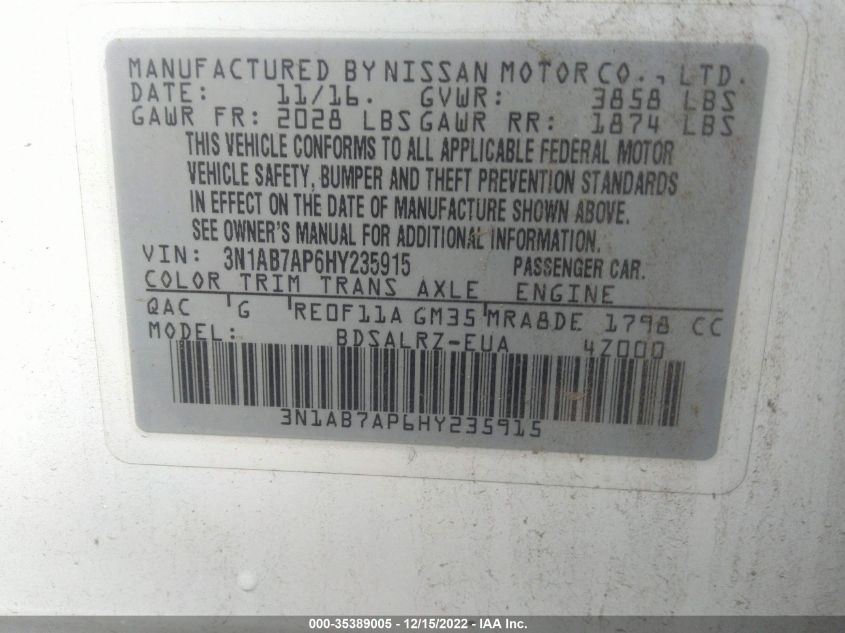 MANUFACTURED BY NISSAN MOTOR CO., LTD.
DATE: 11/16. GVWR: 3858 LBS
GAWR FR: 2028 LBS GAWR RR: 1874 LBS
THIS VEHICLE CONFORMS TO ALL APPLICABLE FEDERAL MOTOR
VEHICLE SAFETY, BUMPER AND THEFT PREVENTION STANDARDS
IN EFFECT ON THE DATE OF MANUFACTURE SHOWN ABOVE.
SEE OWNER'S MANUAL FOR ADDITIONAL INFORMATION.
VIN: 3N1AB7AP6HY235915 PASSENGER CAR.
COLOR TRIM TRANS AXLE ENGINE
QAC G RE0F11A GM35 MRA8DE 1798 CC
MODEL: BDSALRZ-EUA 4Z000
3N1AB7AP6HY235915
000-35389005 - 12/15/2022 - IAA Inc.